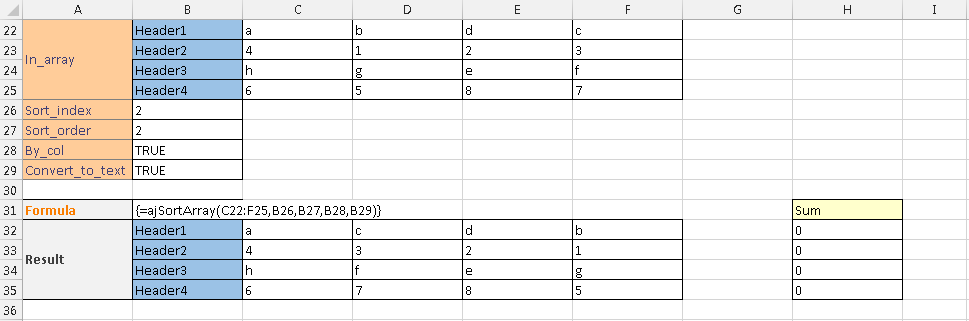 A B C D E F G H I
22 Header1 a b d c
23 In_array Header2 4 1 2 3
24 Header3 h g e f
25 Header4 6 5 8 7
26 Sort_index 2
27 Sort_order 2
28 By_col TRUE
29 Convert_to_text TRUE
30
31 Formula {=ajSortArray(C22:F25,B26,B27,B28,B29)} Sum
32 Header1 a c d b 0
33 Result Header2 4 3 2 1 0
34 Header3 h f e g 0
35 Header4 6 7 8 5 0
36